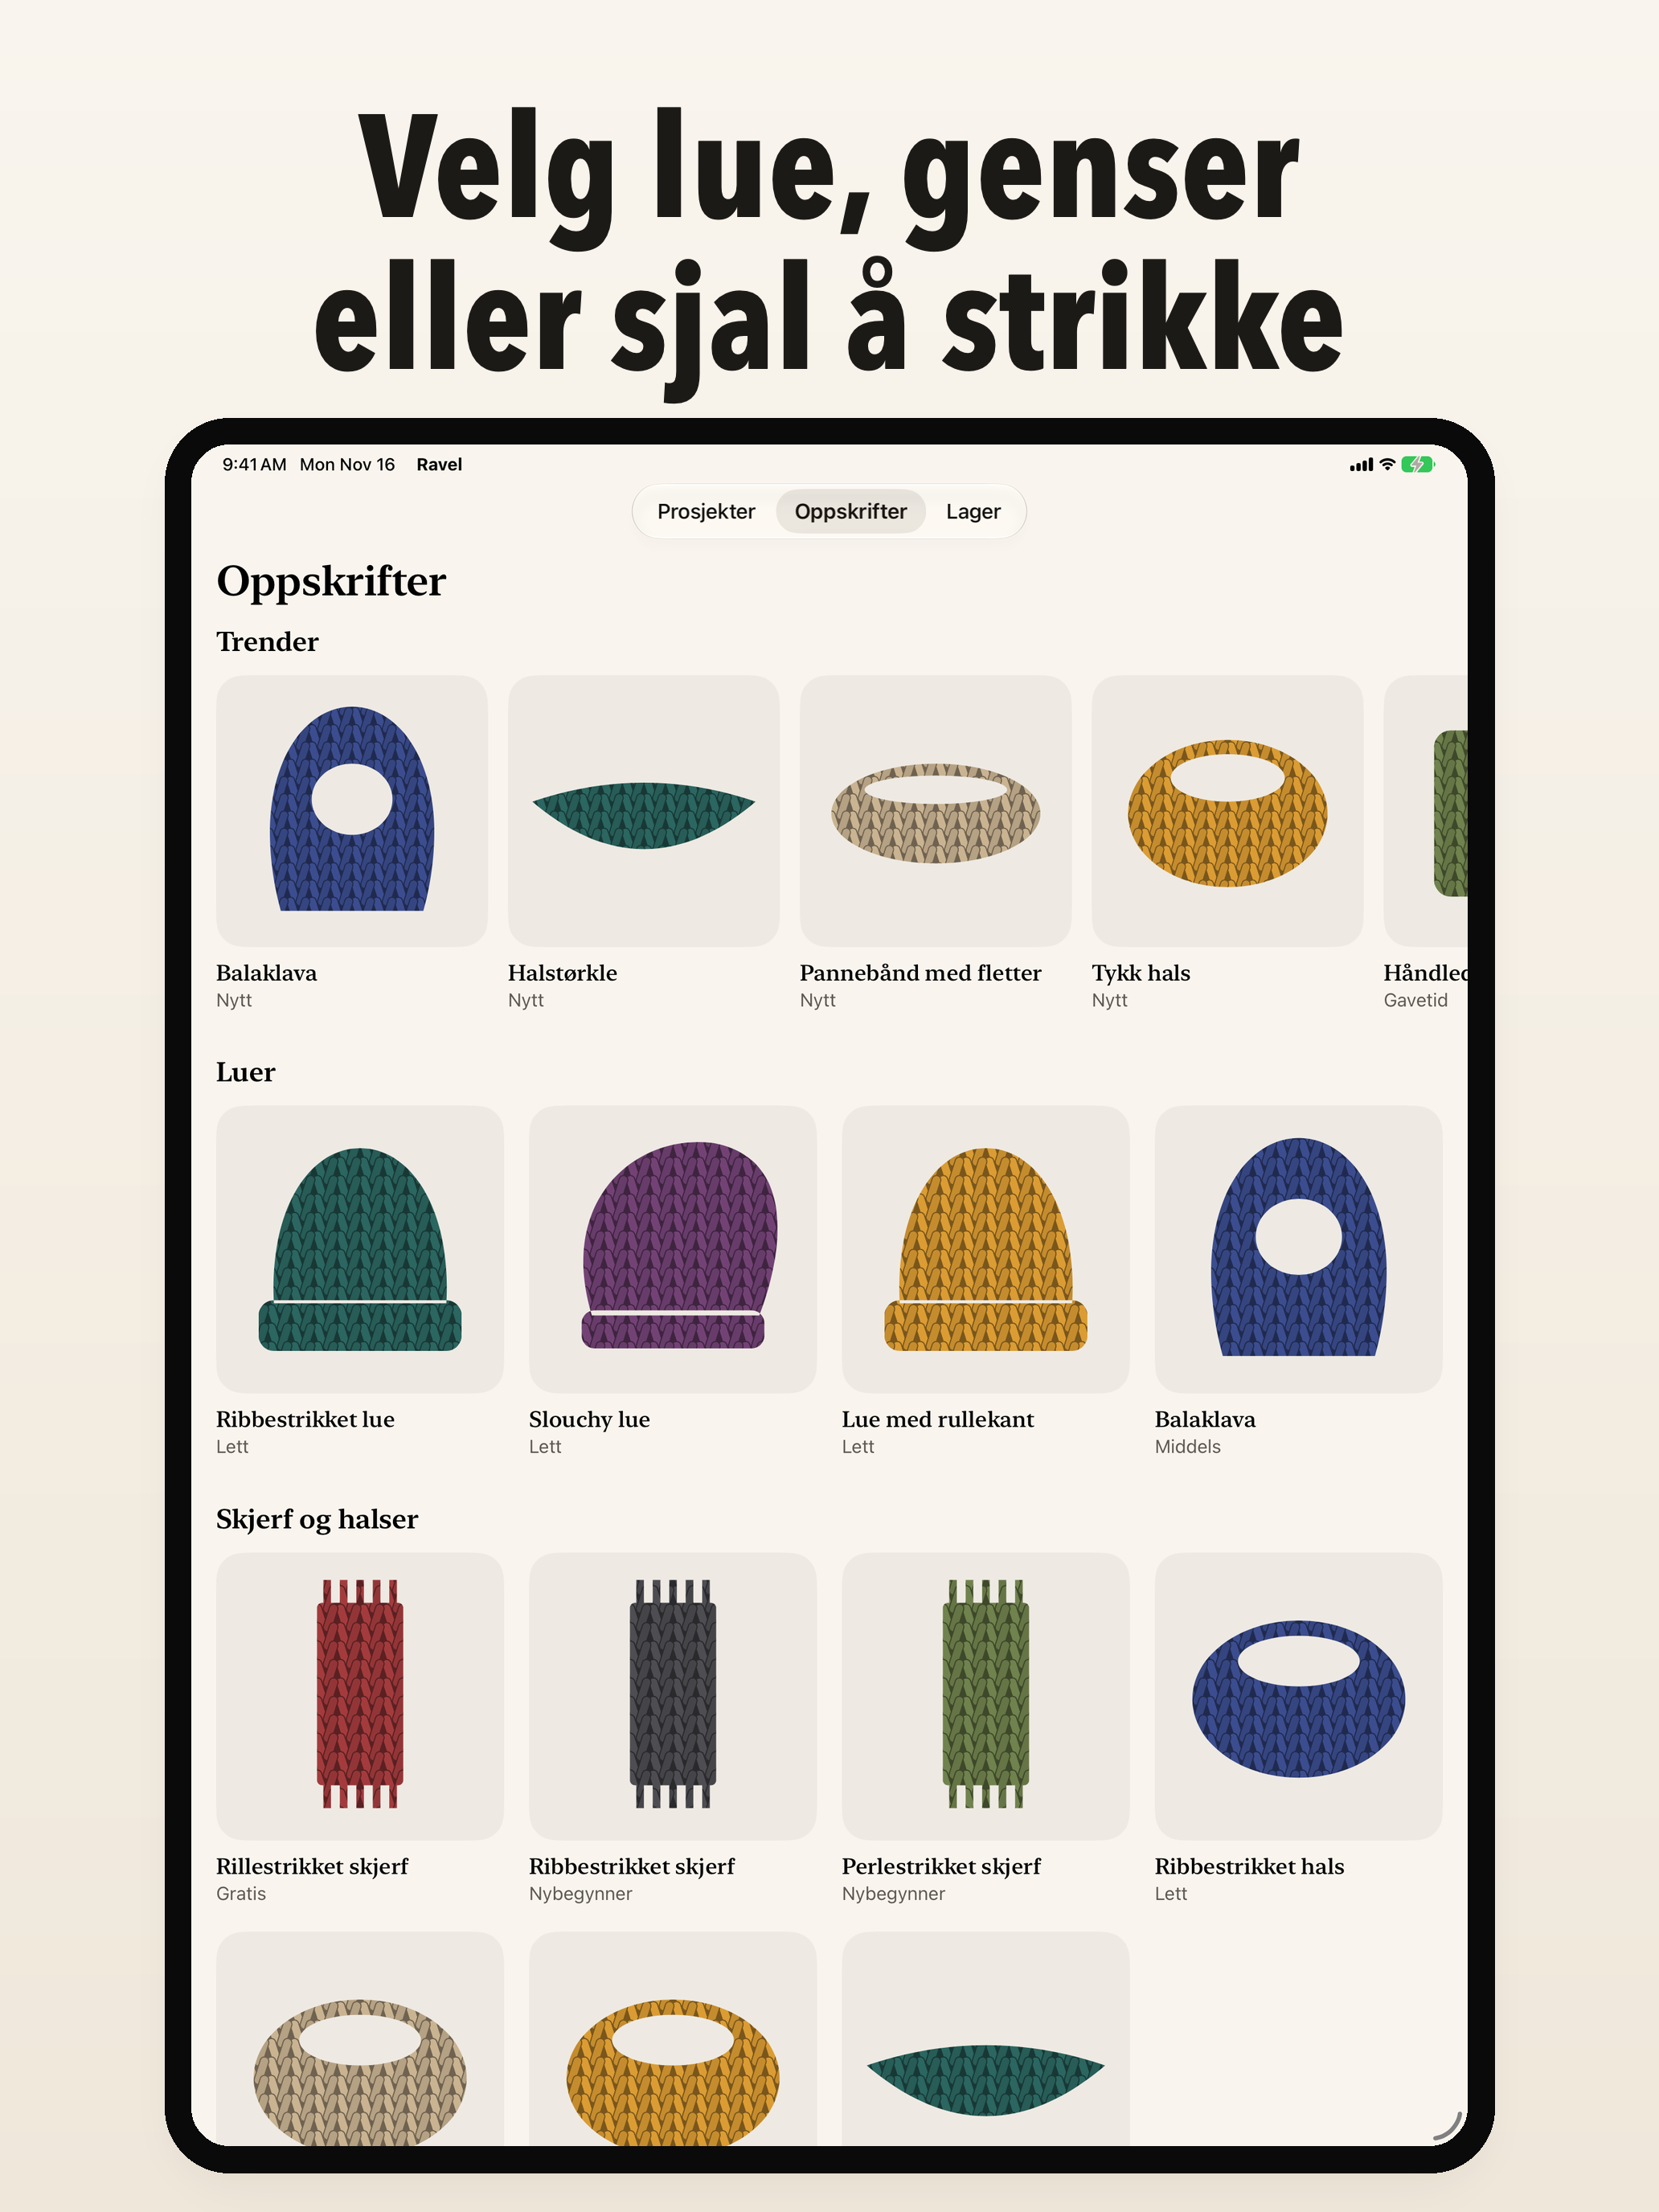 Velg lue, genser
eller sjal å strikke
9:41 AM Mon Nov 16 Ravel
Prosjekter Oppskrifter Lager
Oppskrifter
Trender
Balaklava Halstørkle Pannebånd med fletter Tykk hals
Nytt Nytt Nytt Nytt Gavetid
Luer
Ribbestrikket lue Slouchy lue Lue med rullekant Balaklava
Lett Lett Lett Middels
Skjerf og halser
Rillestrikket skjerf Ribbestrikket skjerf Perlestrikket skjerf Ribbestrikket hals
Gratis Nybegynner Nybegynner Lett